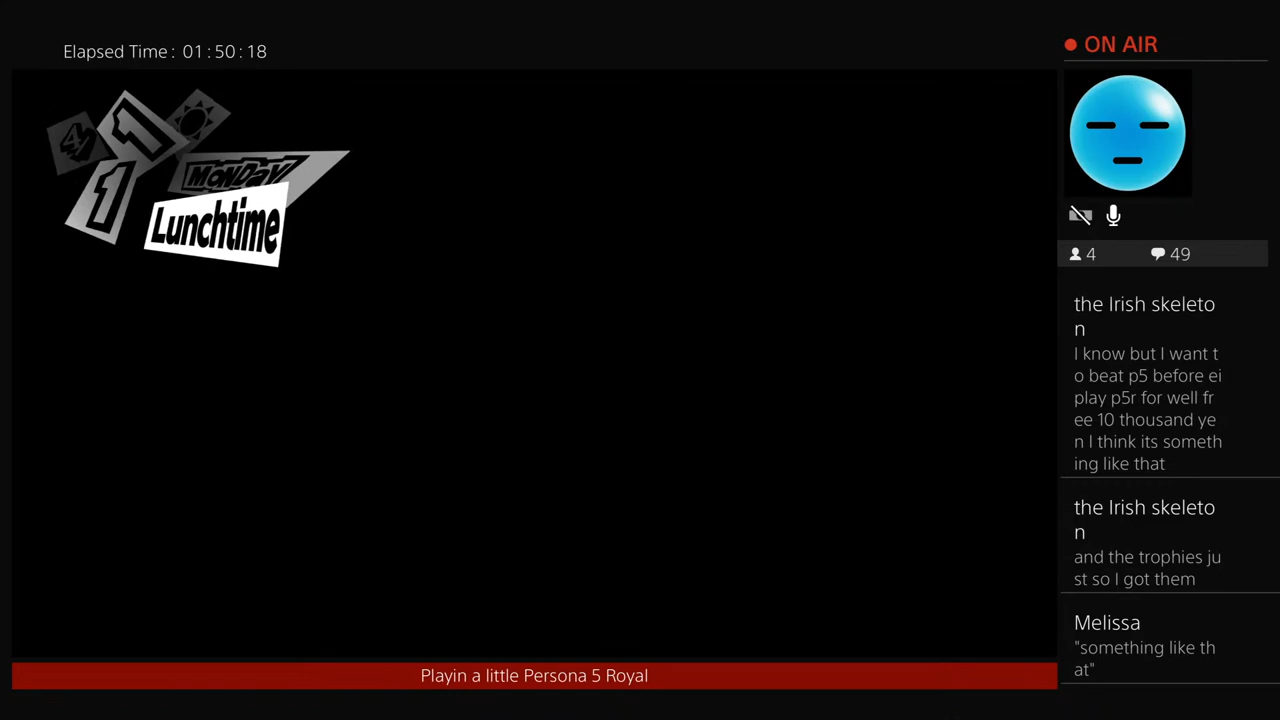 Elapsed Time: 01:50:18
ON AIR
4
11
MONDAY
Lunchtime
4
49
the Irish skeleto
n
I know but I want t
o beat p5 before ei
play p5r for well fr
ee 10 thousand ye
n I think its someth
ing like that
the Irish skeleto
n
and the trophies ju
st so I got them
Melissa
"something like th
at"
Playin a little Persona 5 Royal